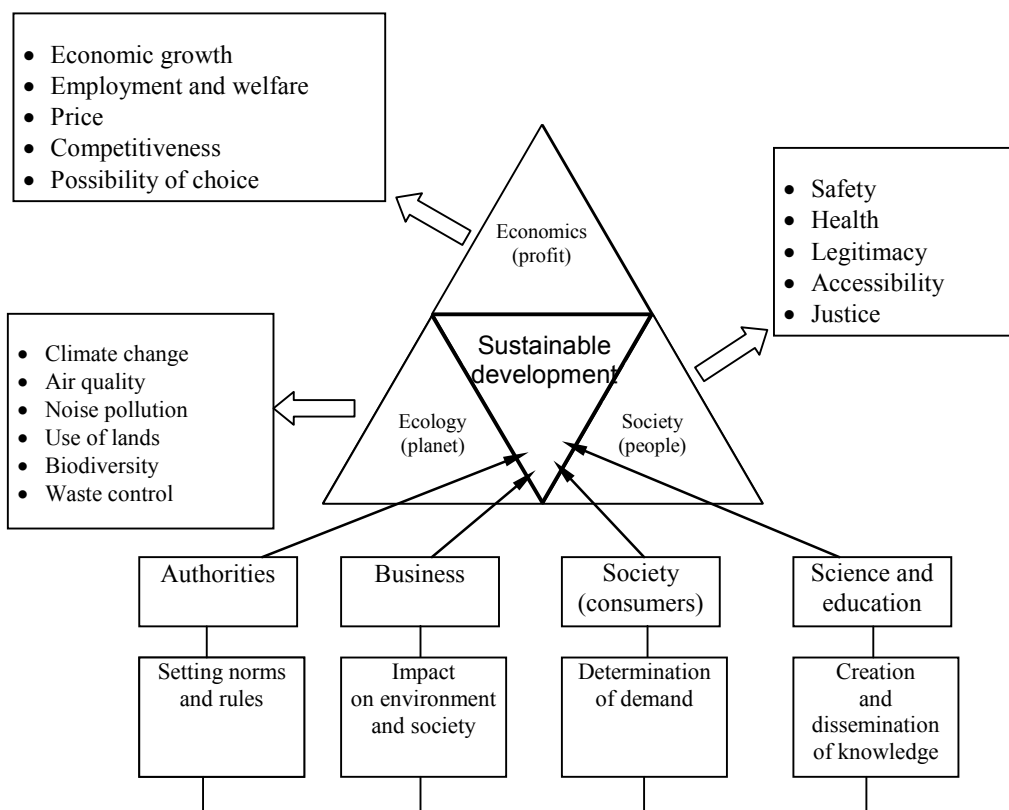 • Economic growth
• Employment and welfare
• Price
• Competitiveness
• Possibility of choice
• Safety
• Health
• Legitimacy
• Accessibility
• Justice
Economics
(profit)
Sustainable
development
• Climate change
• Air quality
• Noise pollution
• Use of lands
• Biodiversity
• Waste control
Ecology
(planet)
Society
(people)
Authorities
Business
Society
(consumers)
Science and
education
Setting norms
and rules
Impact
on environment
and society
Determination
of demand
Creation
and
dissemination
of knowledge